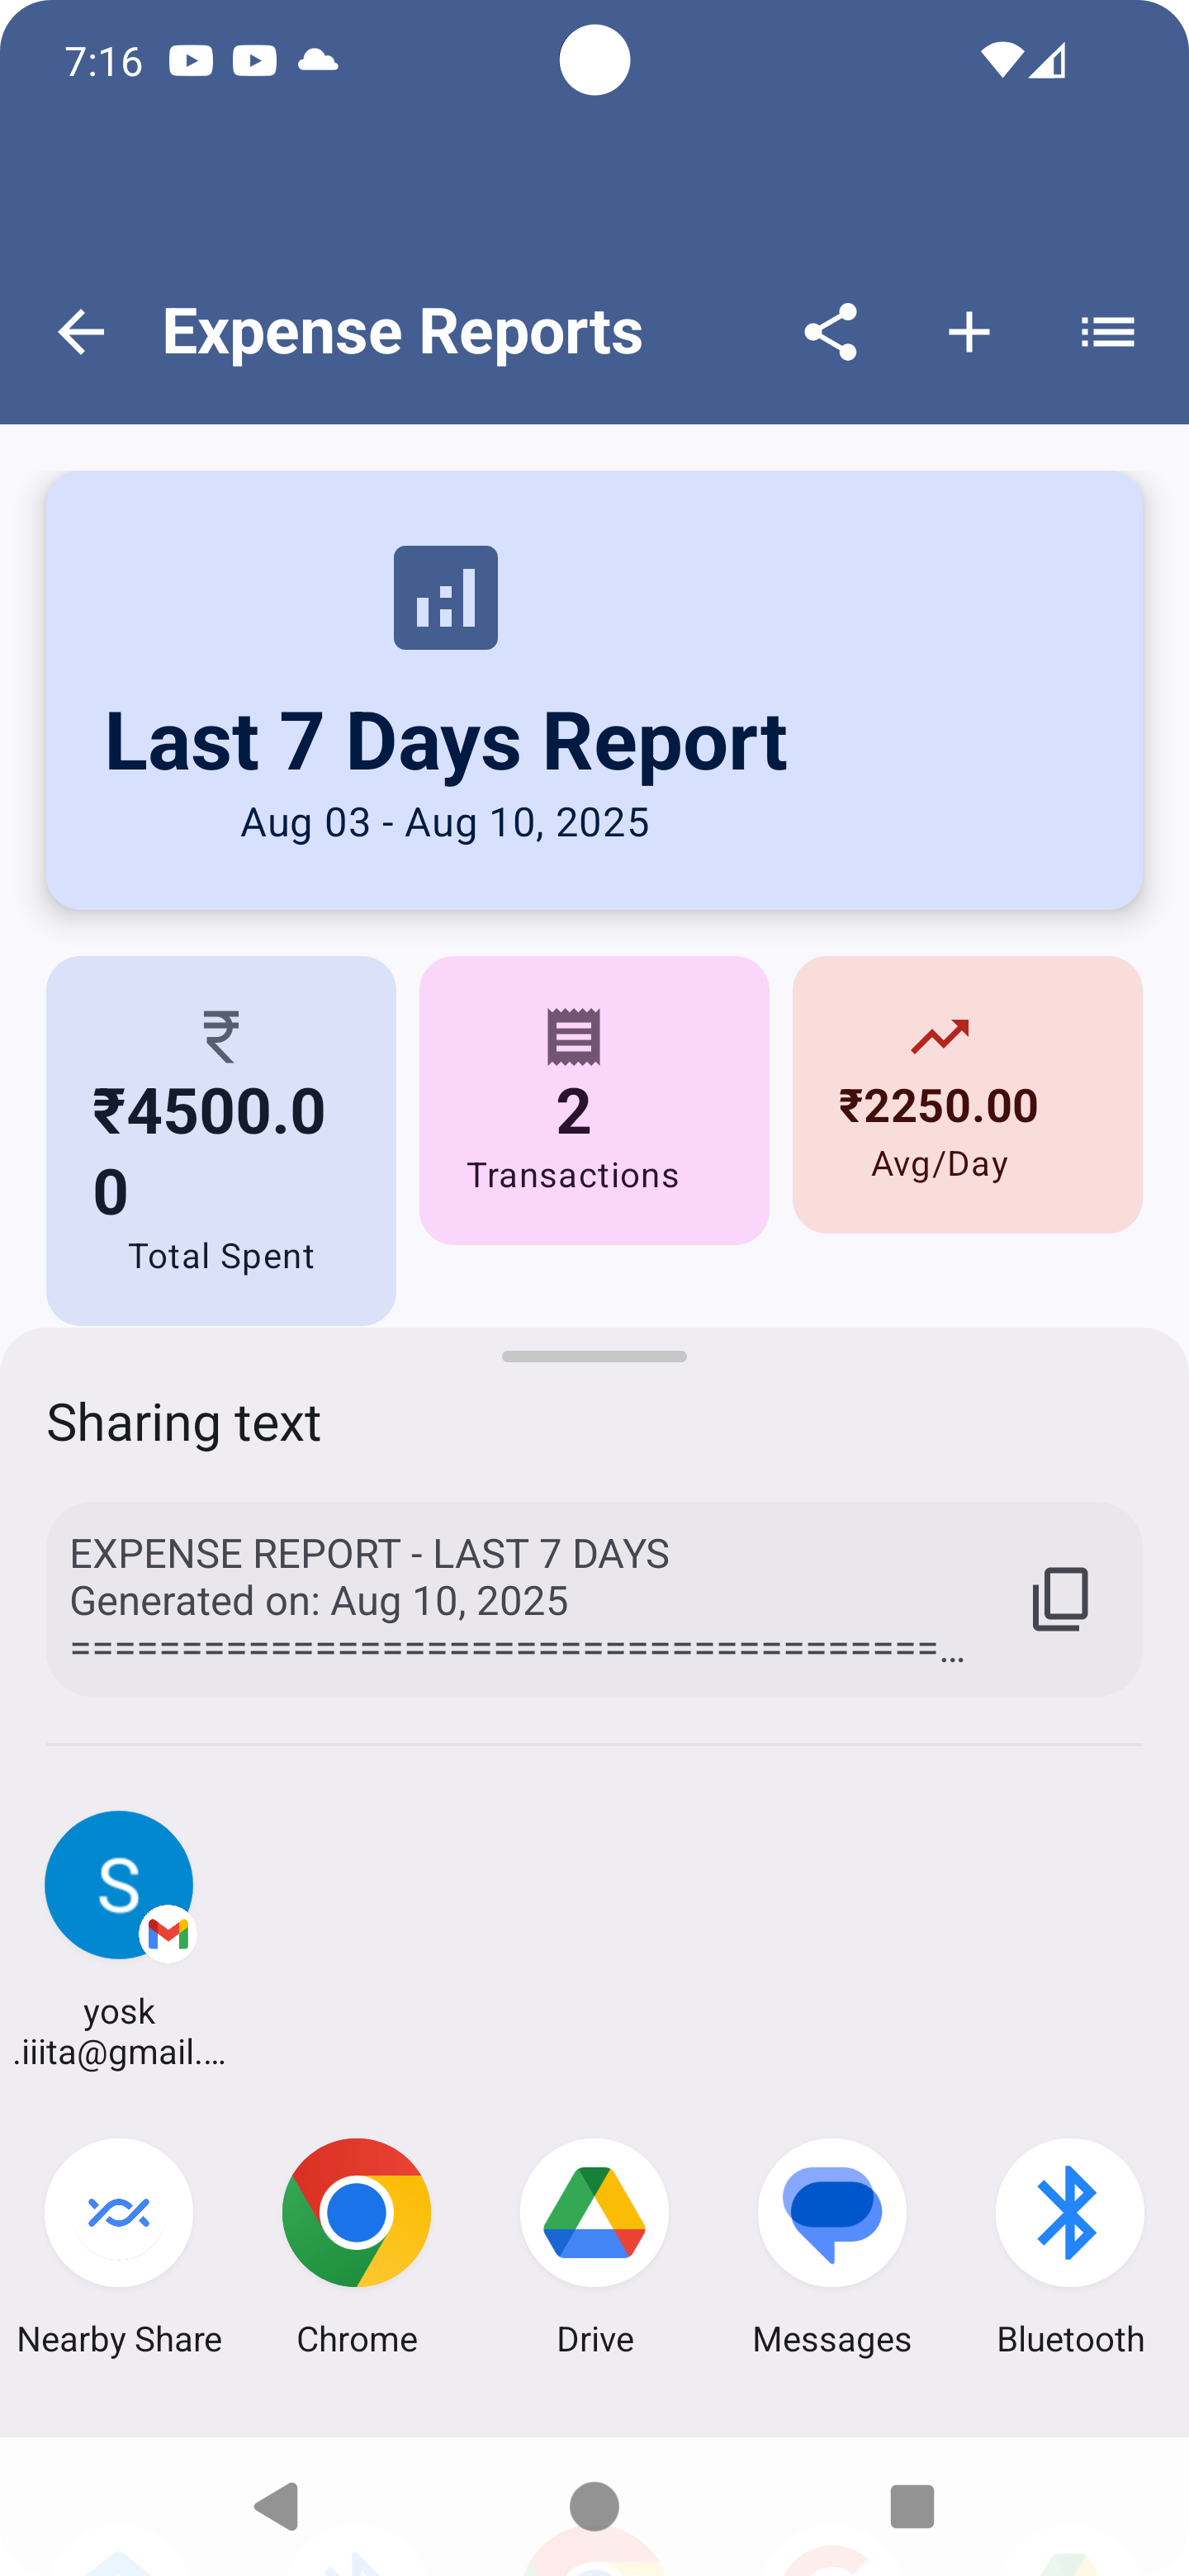 7:16
Expense Reports
Last 7 Days Report
Aug 03 - Aug 10, 2025
₹4500.0
0
Total Spent
2
Transactions
₹2250.00
Avg/Day
Sharing text
EXPENSE REPORT - LAST 7 DAYS
Generated on: Aug 10, 2025
=======================================...
S
yosk
.iiita@gmail....
Nearby Share
Chrome
Drive
Messages
Bluetooth